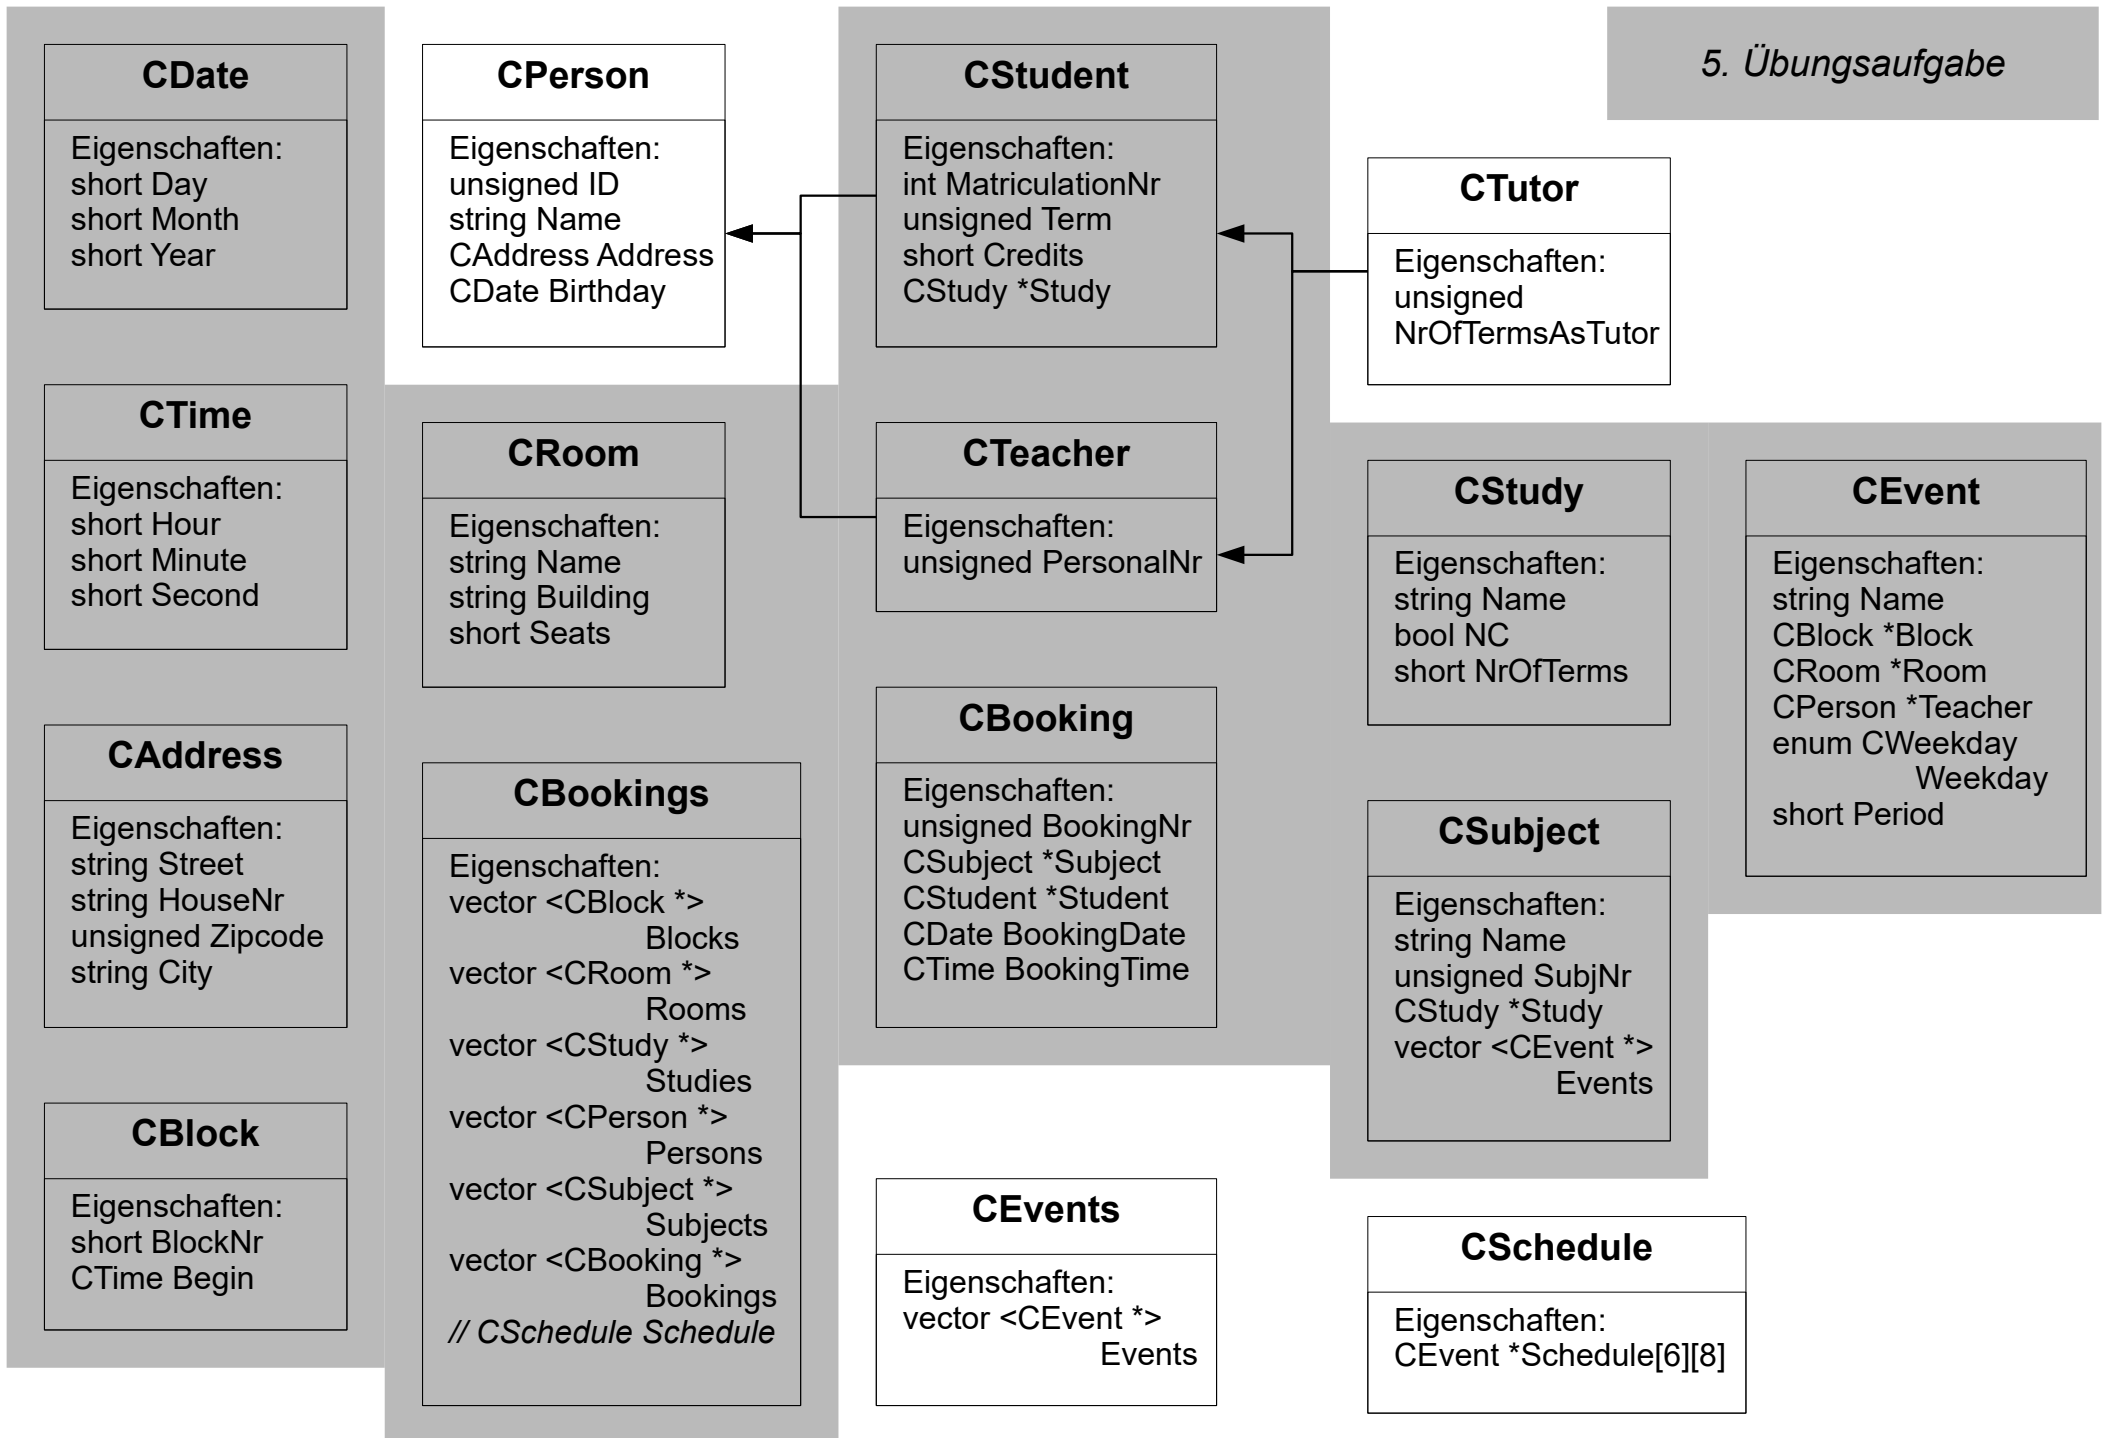 5. Übungsaufgabe
CDate
Eigenschaften:
short Day
short Month
short Year
CTime
Eigenschaften:
short Hour
short Minute
short Second
CAddress
Eigenschaften:
string Street
string HouseNr
unsigned Zipcode
string City
CBlock
Eigenschaften:
short BlockNr
CTime Begin
CPerson
Eigenschaften:
unsigned ID
string Name
CAddress Address
CDate Birthday
CRoom
Eigenschaften:
string Name
string Building
short Seats
CBookings
Eigenschaften:
vector <CBlock *>
Blocks
vector <CRoom *>
Rooms
vector <CStudy *>
Studies
vector <CPerson *>
Persons
vector <CSubject *>
Subjects
vector <CBooking *>
Bookings
// CSchedule Schedule
CStudent
Eigenschaften:
int MatriculationNr
unsigned Term
short Credits
CStudy *Study
CTeacher
Eigenschaften:
unsigned PersonalNr
CBooking
Eigenschaften:
unsigned BookingNr
CSubject *Subject
CStudent *Student
CDate BookingDate
CTime BookingTime
CEvents
Eigenschaften:
vector <CEvent *>
Events
CTutor
Eigenschaften:
unsigned
NrOfTermsAsTutor
CStudy
Eigenschaften:
string Name
bool NC
short NrOfTerms
CSubject
Eigenschaften:
string Name
unsigned SubjNr
CStudy *Study
vector <CEvent *>
Events
CSchedule
Eigenschaften:
CEvent *Schedule[6][8]
CEvent
Eigenschaften:
string Name
CBlock *Block
CRoom *Room
CPerson *Teacher
enum CWeekday
Weekday
short Period